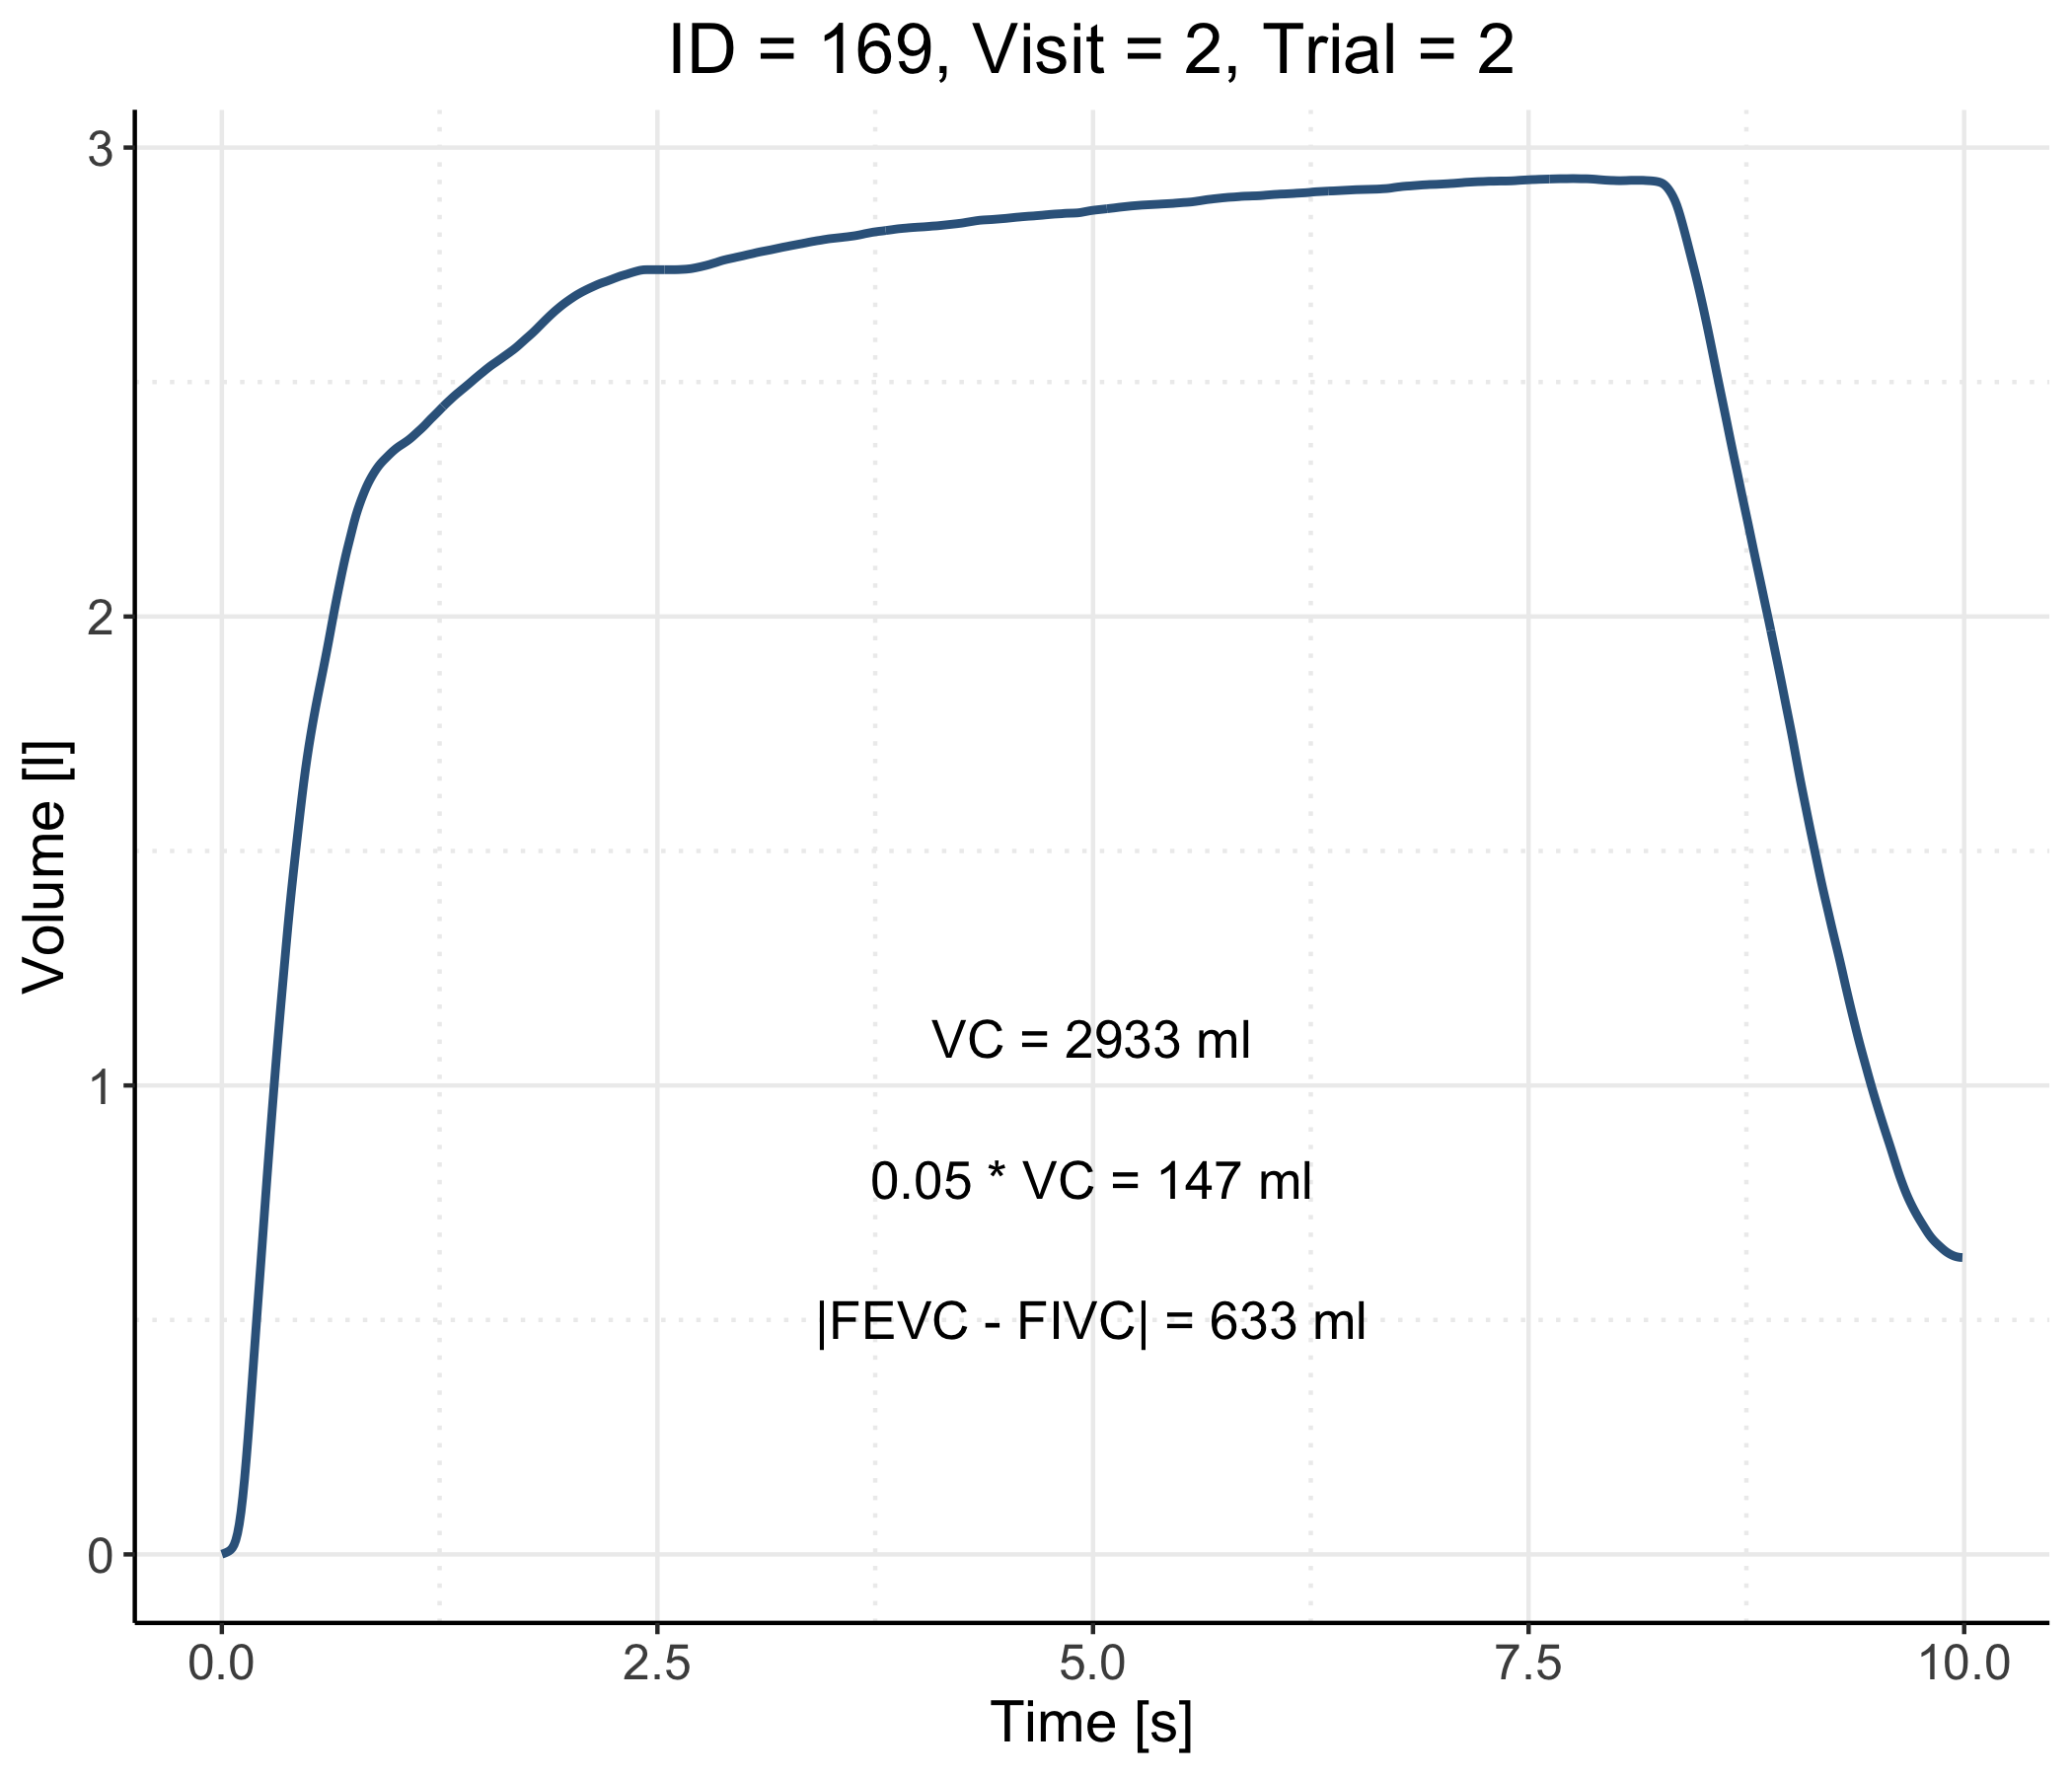 ID = 169, Visit = 2, Trial = 2
3
2
1
0
Volume [l]
VC = 2933 ml
0.05 * VC = 147 ml
|FEVC - FIVC| = 633 ml
0.0 2.5 5.0 7.5 10.0
Time [s]